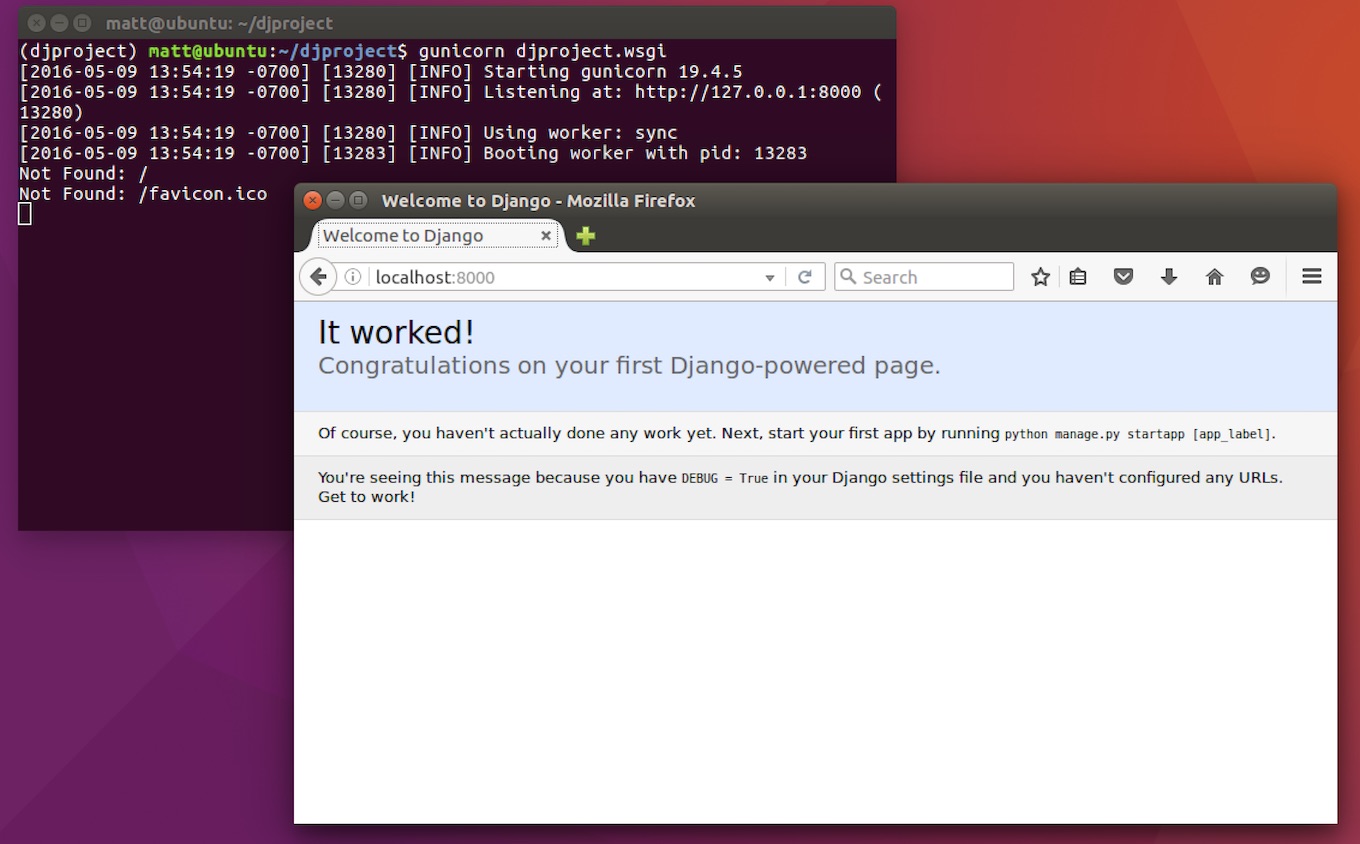 matt@ubuntu: ~/djproject
(djproject) matt@ubuntu:~/djproject$ gunicorn djproject.wsgi
[2016-05-09 13:54:19 -0700] [13280] [INFO] Starting gunicorn 19.4.5
[2016-05-09 13:54:19 -0700] [13280] [INFO] Listening at: http://127.0.0.1:8000 (
13280)
[2016-05-09 13:54:19 -0700] [13280] [INFO] Using worker: sync
[2016-05-09 13:54:19 -0700] [13283] [INFO] Booting worker with pid: 13283
Not Found: /
Not Found: /favicon.ico
Welcome to Django - Mozilla Firefox
Welcome to Django
localhost:8000
Search
It worked!
Congratulations on your first Django-powered page.
Of course, you haven't actually done any work yet. Next, start your first app by running python manage.py startapp [app_label].
You're seeing this message because you have DEBUG = True in your Django settings file and you haven't configured any URLs.
Get to work!